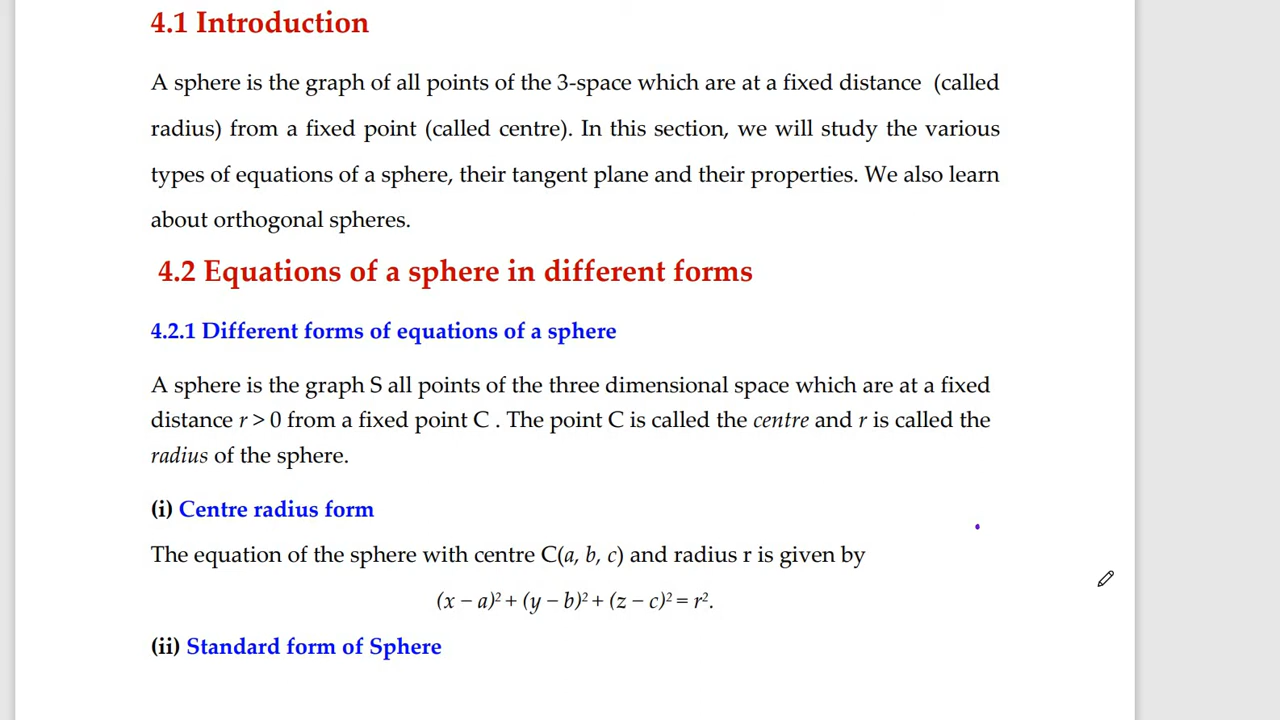 4.1 Introduction
A sphere is the graph of all points of the 3-space which are at a fixed distance (called
radius) from a fixed point (called centre). In this section, we will study the various
types of equations of a sphere, their tangent plane and their properties. We also learn
about orthogonal spheres.
4.2 Equations of a sphere in different forms
4.2.1 Different forms of equations of a sphere
A sphere is the graph S all points of the three dimensional space which are at a fixed
distance r > 0 from a fixed point C . The point C is called the centre and r is called the
radius of the sphere.
(i) Centre radius form
The equation of the sphere with centre C(a, b, c) and radius r is given by
(x − a)² + (y − b)² + (z − c)² = r².
(ii) Standard form of Sphere